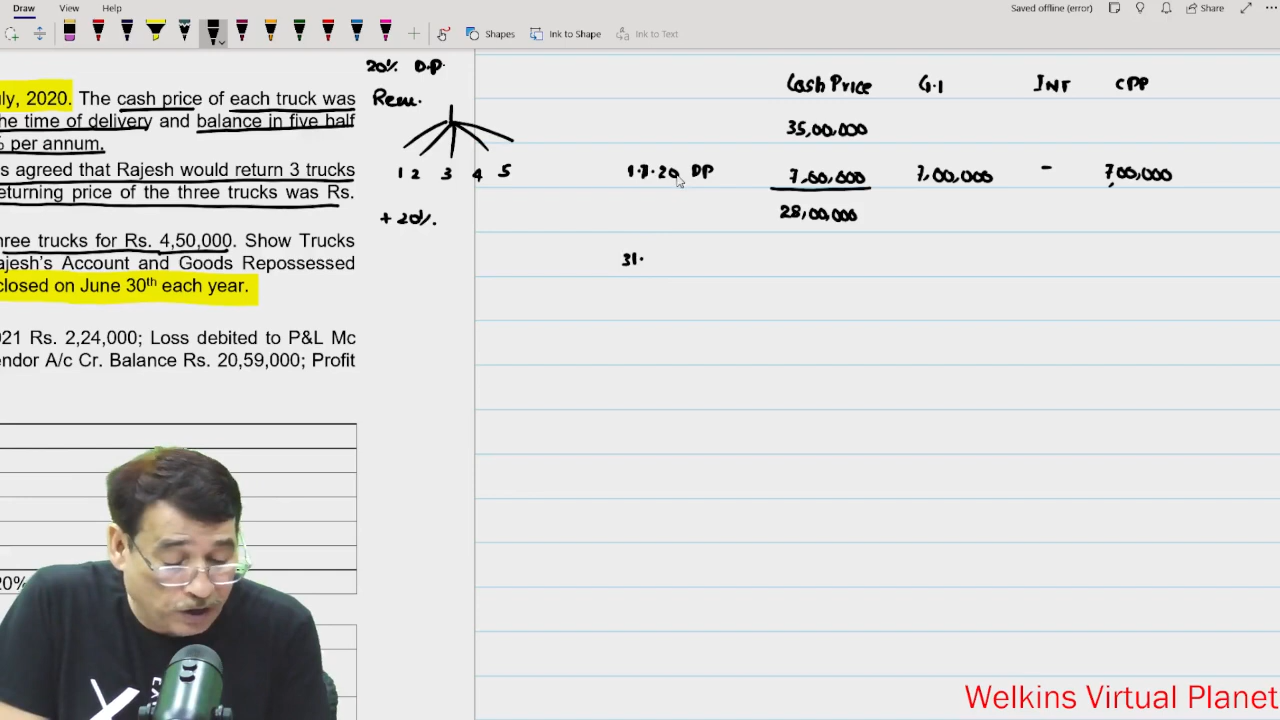 Draw View Help
Saved offline (error)
Share
Shapes
Ink to Shape
Ink to Text
uly, 2020. The cash price of each truck was
he time of delivery and balance in five half
% per annum.
s agreed that Rajesh would return 3 trucks
eturning price of the three trucks was Rs.
hree trucks for Rs. 4,50,000. Show Trucks
ajesh's Account and Goods Repossessed
closed on June 30th each year.
021 Rs. 2,24,000; Loss debited to P&L Mc
endor A/c Cr. Balance Rs. 20,59,000; Profit
20%
20% D.P.
Rem.
1 2 3 4 5
+ 20%.
Cash Price G.I INT CPP
35,00,000
1.7.20 DP 7,00,000 7,00,000 - 7,00,000
28,00,000
31.
Welkins Virtual Planet